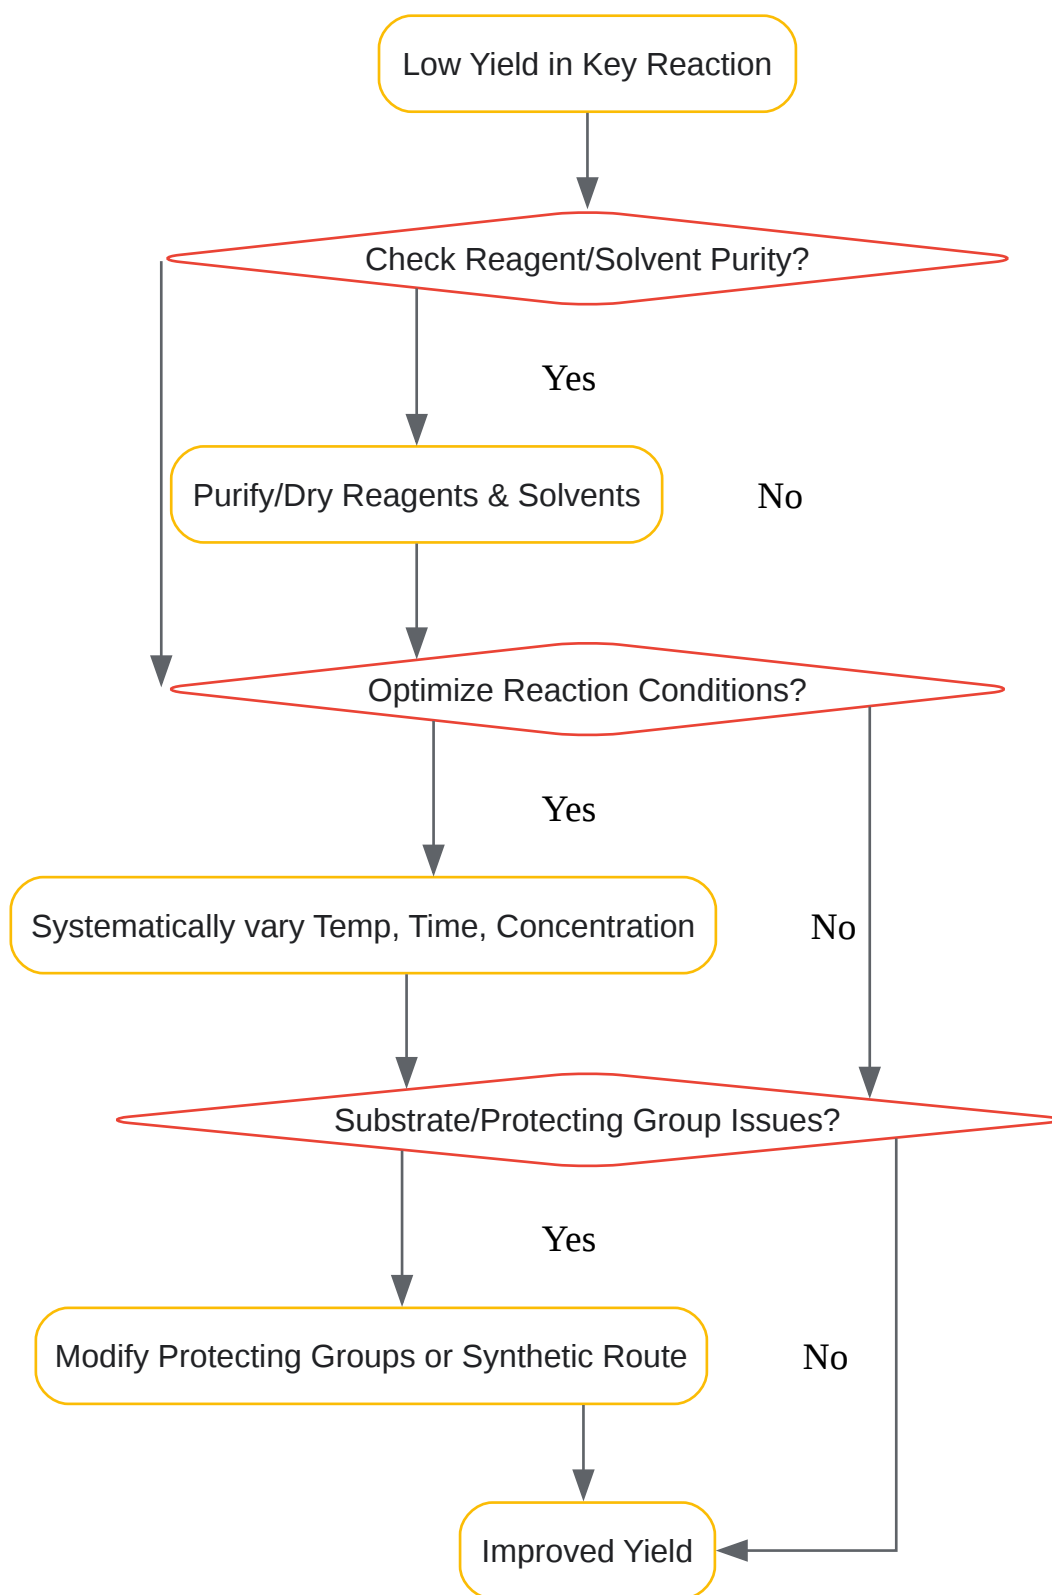 Low Yield in Key Reaction
Check Reagent/Solvent Purity?
Yes
Purify/Dry Reagents & Solvents
No
Optimize Reaction Conditions?
Yes
Systematically vary Temp, Time, Concentration
No
Substrate/Protecting Group Issues?
Yes
Modify Protecting Groups or Synthetic Route
No
Improved Yield